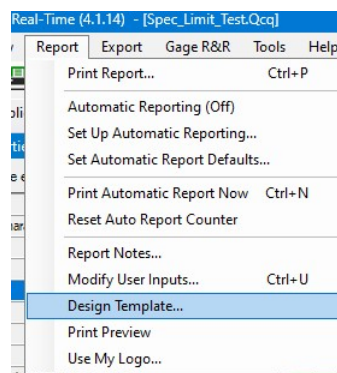 Real-Time (4.1.14) - [Spec_Limit_Test.Qcq]
Report Export Gage R&R Tools Help
Print Report... Ctrl+P
Automatic Reporting (Off)
Set Up Automatic Reporting...
Set Automatic Report Defaults...
Print Automatic Report Now Ctrl+N
Reset Auto Report Counter
Report Notes...
Modify User Inputs... Ctrl+U
Design Template...
Print Preview
Use My Logo...